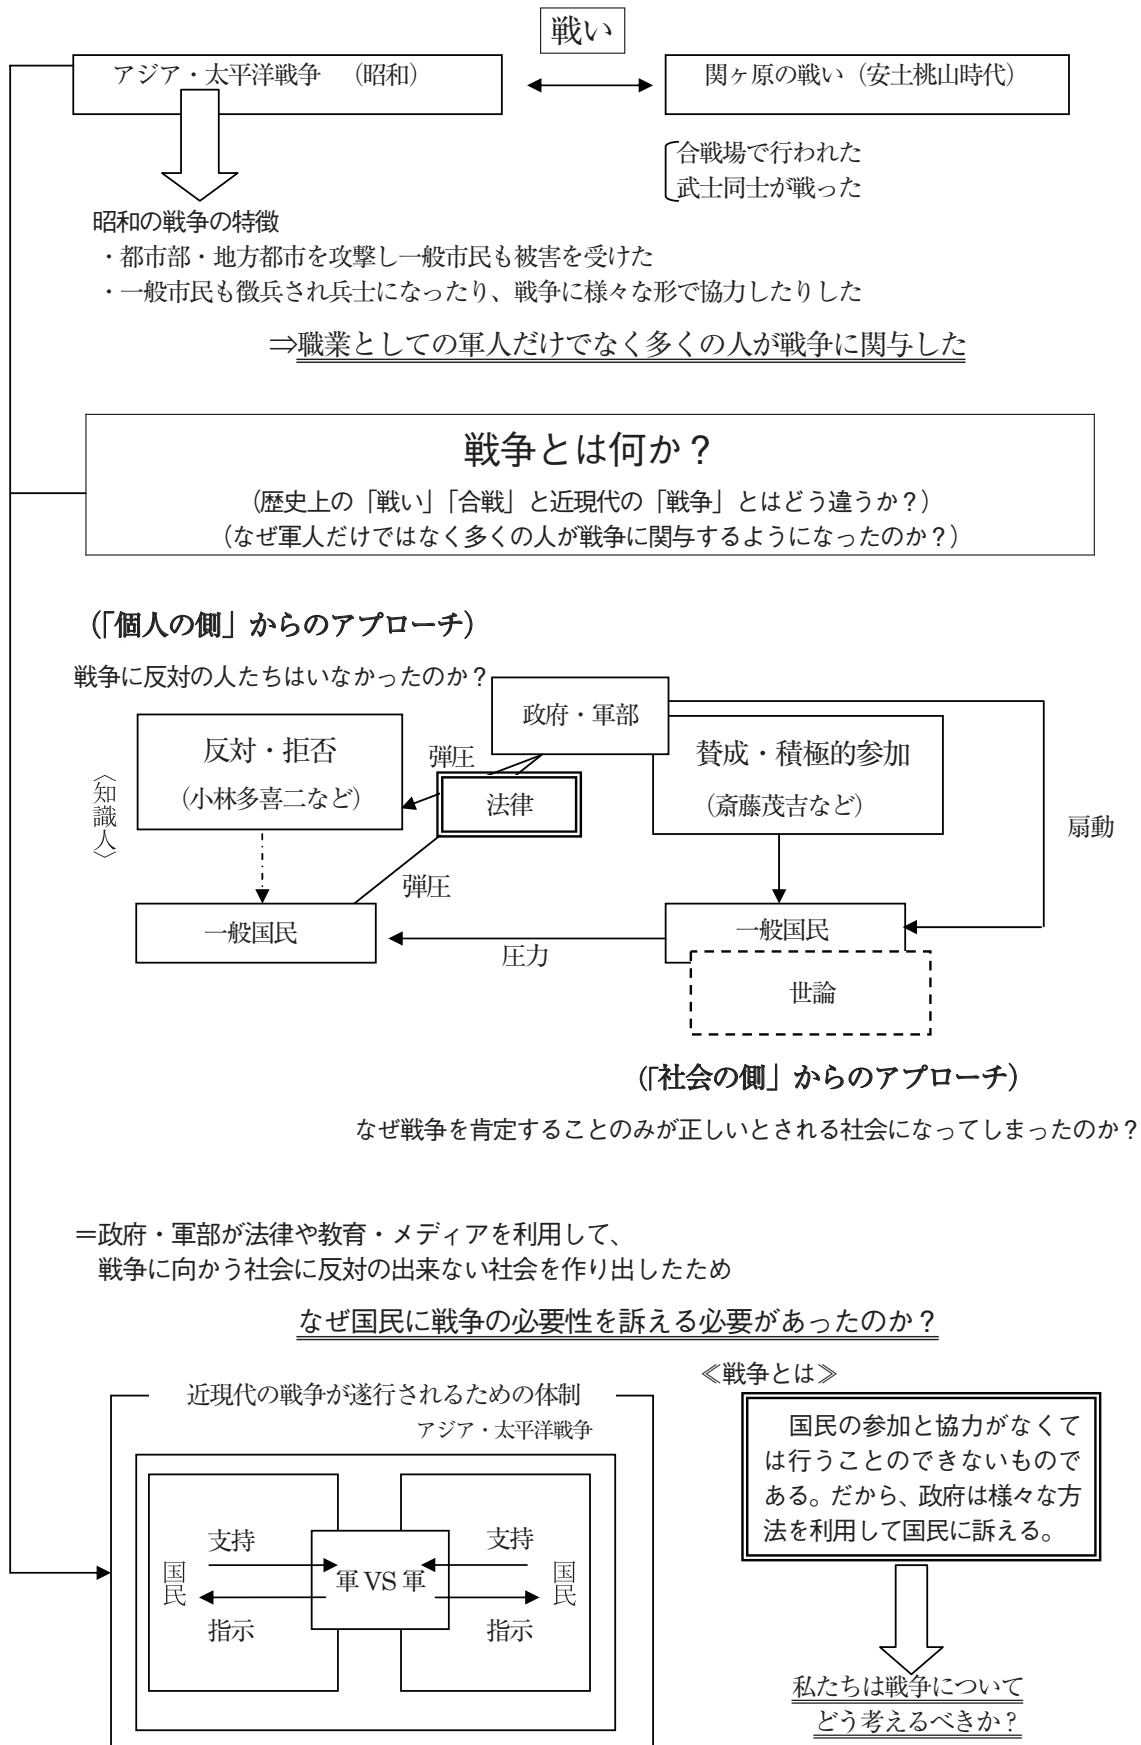 戦い
アジア・太平洋戦争　（昭和）
関ヶ原の戦い（安土桃山時代）
合戦場で行われた
武士同士が戦った
昭和の戦争の特徴
・都市部・地方都市を攻撃し一般市民も被害を受けた
・一般市民も徴兵され兵士になったり、戦争に様々な形で協力したりした
⇒職業としての軍人だけでなく多くの人が戦争に関与した
戦争とは何か？
（歴史上の「戦い」「合戦」と近現代の「戦争」とはどう違うか？）
（なぜ軍人だけではなく多くの人が戦争に関与するようになったのか？）
（「個人の側」からのアプローチ）
戦争に反対の人たちはいなかったのか？
政府・軍部
反対・拒否
（小林多喜二など）
弾圧
法律
賛成・積極的参加
（斎藤茂吉など）
〈知識人〉
扇動
弾圧
一般国民
圧力
一般国民
世論
（「社会の側」からのアプローチ）
なぜ戦争を肯定することのみが正しいとされる社会になってしまったのか？
＝政府・軍部が法律や教育・メディアを利用して、
戦争に向かう社会に反対の出来ない社会を作り出したため
なぜ国民に戦争の必要性を訴える必要があったのか？
近現代の戦争が遂行されるための体制
アジア・太平洋戦争
国民
支持
指示
軍 VS 軍
支持
指示
国民
≪戦争とは≫
国民の参加と協力がなくて
は行うことのできないもので
ある。だから、政府は様々な方
法を利用して国民に訴える。
私たちは戦争について
どう考えるべきか？